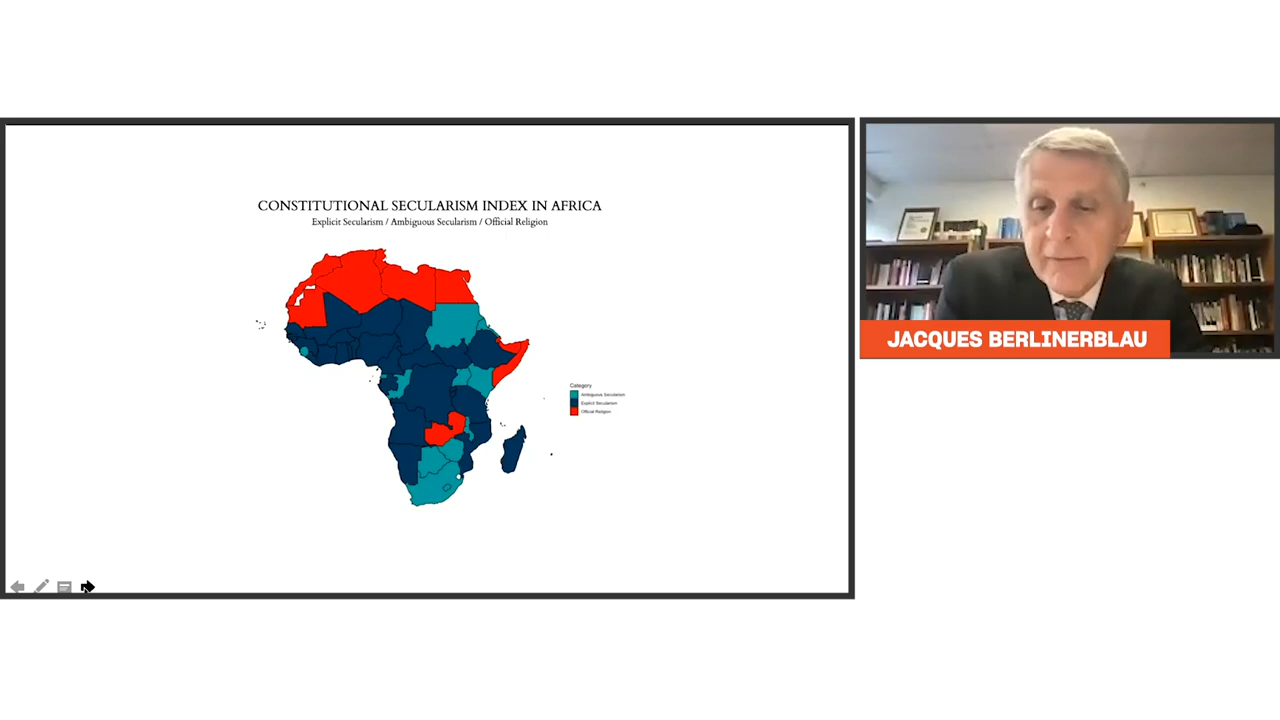 CONSTITUTIONAL SECULARISM INDEX IN AFRICA
Explicit Secularism / Ambiguous Secularism / Official Religion
Category
Ambiguous Secularism
Explicit Secularism
Official Religion
JACQUES BERLINERBLAU